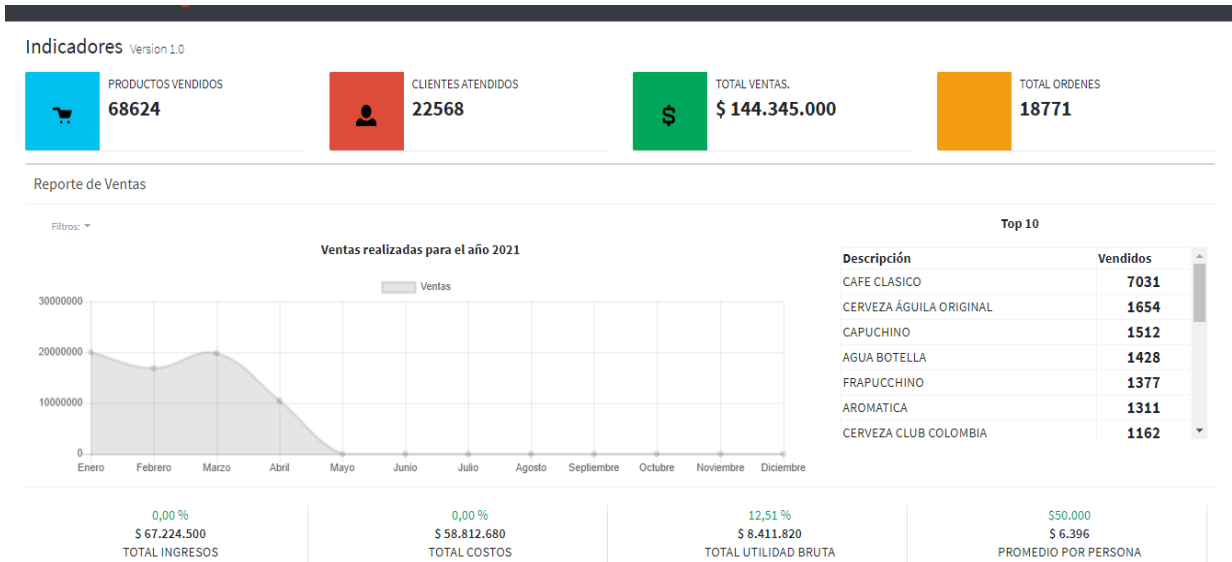 Indicadores Version 1.0
PRODUCTOS VENDIDOS
68624
CLIENTES ATENDIDOS
22568
TOTAL VENTAS.
$ 144.345.000
TOTAL ORDENES
18771
Reporte de Ventas
Filtros:
Ventas realizadas para el año 2021
Ventas
30000000
20000000
10000000
0
Enero Febrero Marzo Abril Mayo Junio Julio Agosto Septiembre Octubre Noviembre Diciembre
Top 10
Descripción Vendidos
CAFE CLASICO 7031
CERVEZA ÁGUILA ORIGINAL 1654
CAPUCHINO 1512
AGUA BOTELLA 1428
FRAPUCCHINO 1377
AROMATICA 1311
CERVEZA CLUB COLOMBIA 1162
0,00 %
$ 67.224.500
TOTAL INGRESOS
0,00 %
$ 58.812.680
TOTAL COSTOS
12,51 %
$ 8.411.820
TOTAL UTILIDAD BRUTA
$50.000
$ 6.396
PROMEDIO POR PERSONA